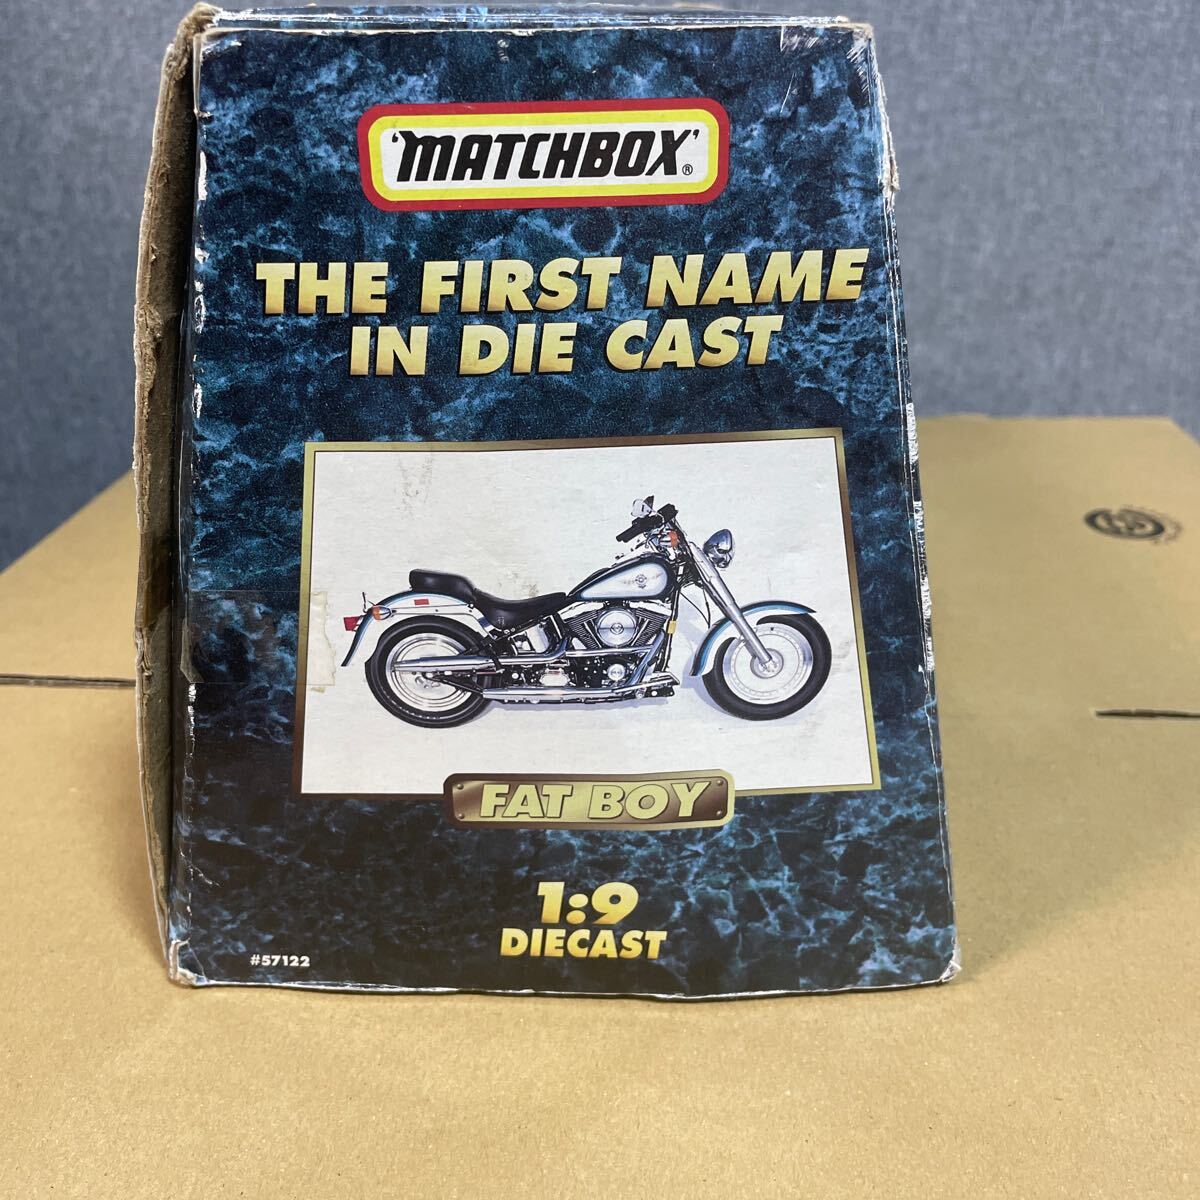 'MATCHBOX'®
THE FIRST NAME
IN DIE CAST
FAT BOY
1:9
DIECAST
#57122